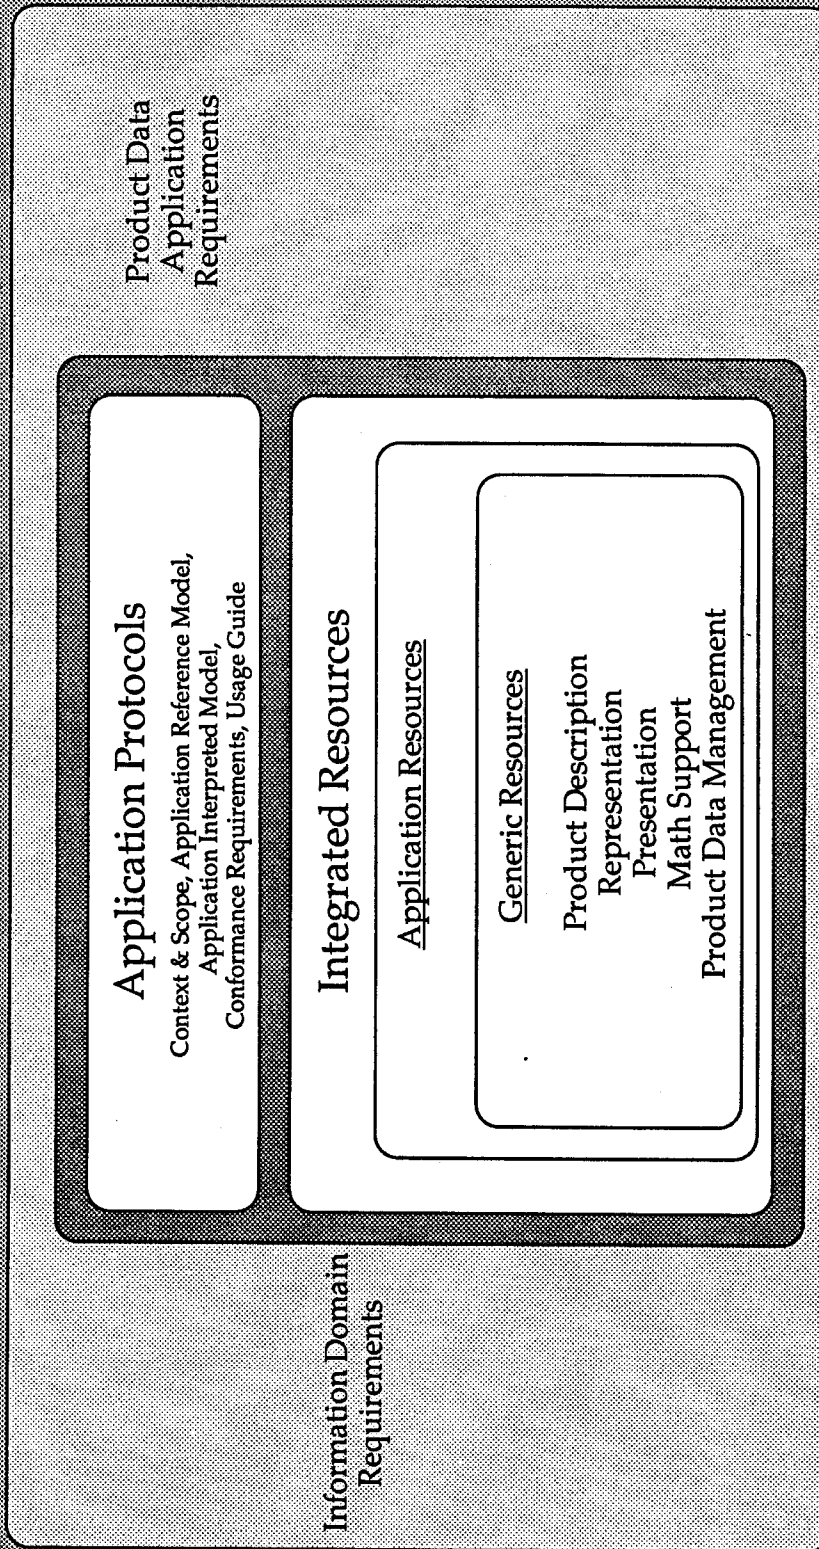 Product Data
Application
Requirements
Application Protocols
Context & Scope, Application Reference Model,
Application Interpreted Model,
Conformance Requirements, Usage Guide
Integrated Resources
Application Resources
Generic Resources
Product Description
Representation
Presentation
Math Support
Product Data Management
Information Domain
Requirements